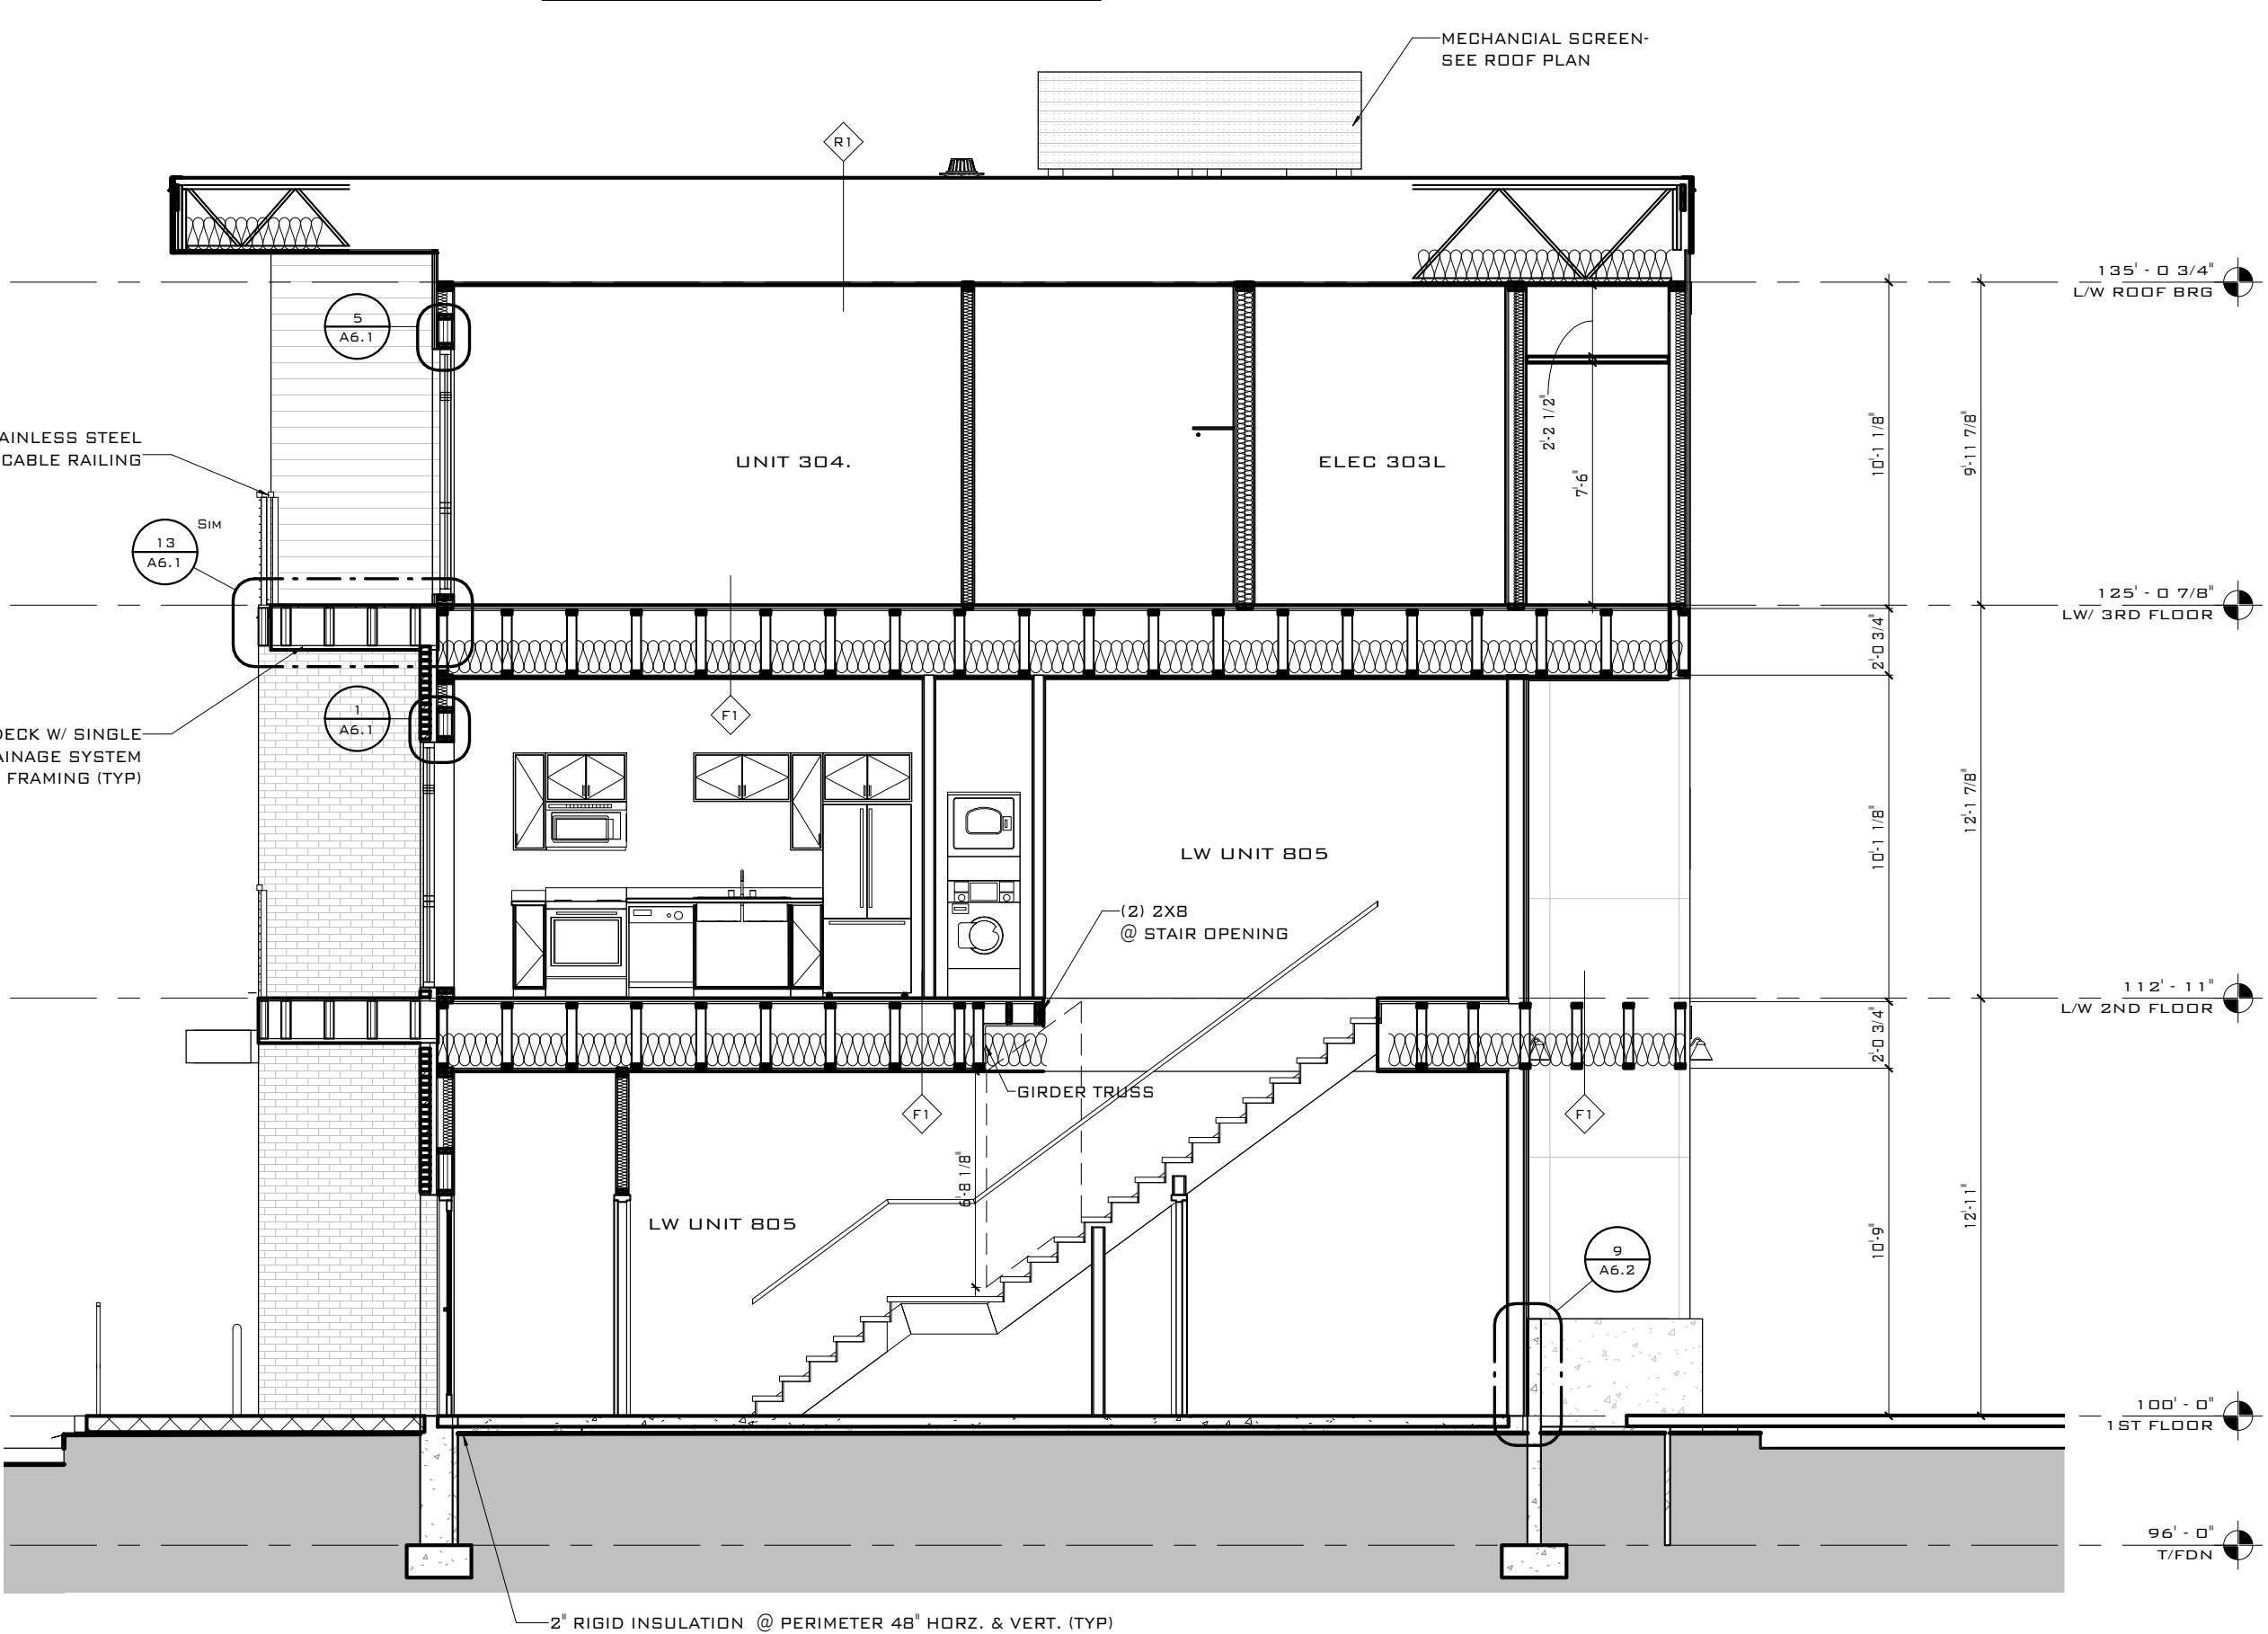 MECHANCIAL SCREEN-
SEE ROOF PLAN
R1
135' - 0 3/4"
L/W ROOF BRG
5
A6.1
2'-2 1/2"
7'-6"
10'-1 1/8"
9'-11 7/8"
AINLESS STEEL
CABLE RAILING
UNIT 304.
ELEC 303L
SIM
13
A6.1
125' - 0 7/8"
LW/ 3RD FLOOR
2'-0 3/4"
1
A6.1
F1
DECK W/ SINGLE
AINAGE SYSTEM
FRAMING (TYP)
12'-1 7/8"
10'-1 1/8"
LW UNIT 805
(2) 2X8
@ STAIR OPENING
112' - 11"
L/W 2ND FLOOR
2'-0 3/4"
GIRDER TRUSS
F1
F1
6'-8 1/8"
LW UNIT 805
10'-9"
12'-11"
9
A6.2
100' - 0"
1ST FLOOR
96' - 0"
T/FDN
2" RIGID INSULATION @ PERIMETER 48" HORZ. & VERT. (TYP)